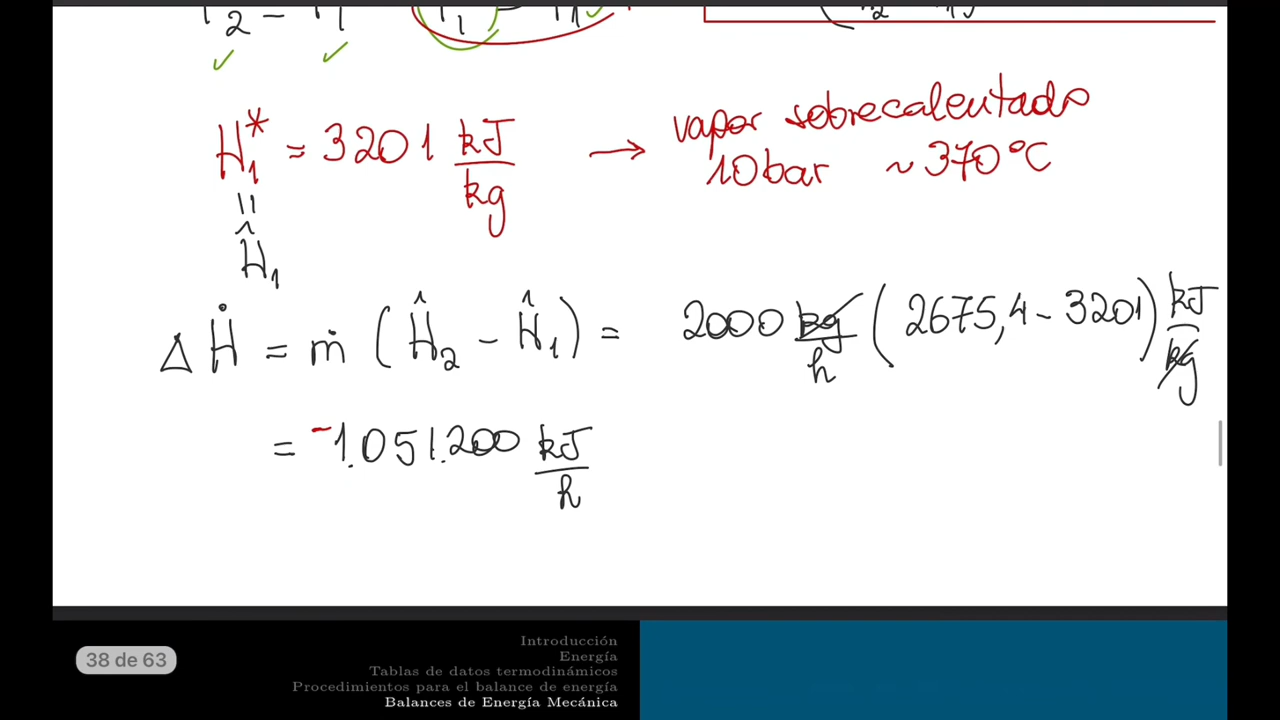 H₁* = 3201 kJ/kg → vapor sobrecalentado
10bar ~370°C
=
Ĥ₁
ΔḢ = ṁ (Ĥ₂ - Ĥ₁) = 2000 kg/h (2675,4 - 3201) kJ/kg
= -1.051.200 kJ/h
Introducción
Energía
Tablas de datos termodinámicos
Procedimientos para el balance de energía
Balances de Energía Mecánica
38 de 63